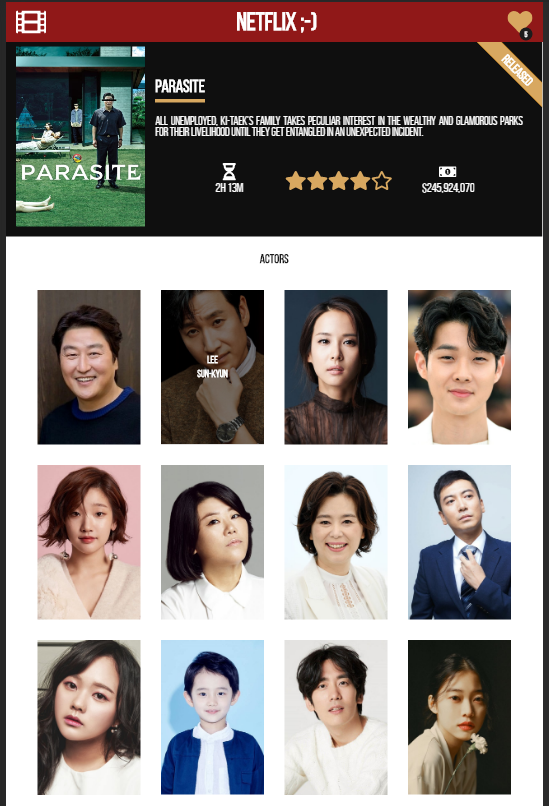 NETFLIX ;-)
5
RELEASED
PARASITE
PARASITE
ALL UNEMPLOYED, KI-TAEK'S FAMILY TAKES PECULIAR INTEREST IN THE WEALTHY AND GLAMOROUS PARKS
FOR THEIR LIVELIHOOD UNTIL THEY GET ENTANGLED IN AN UNEXPECTED INCIDENT.
2H 13M
$245,924,070
ACTORS
LEE
SUN-KYUN